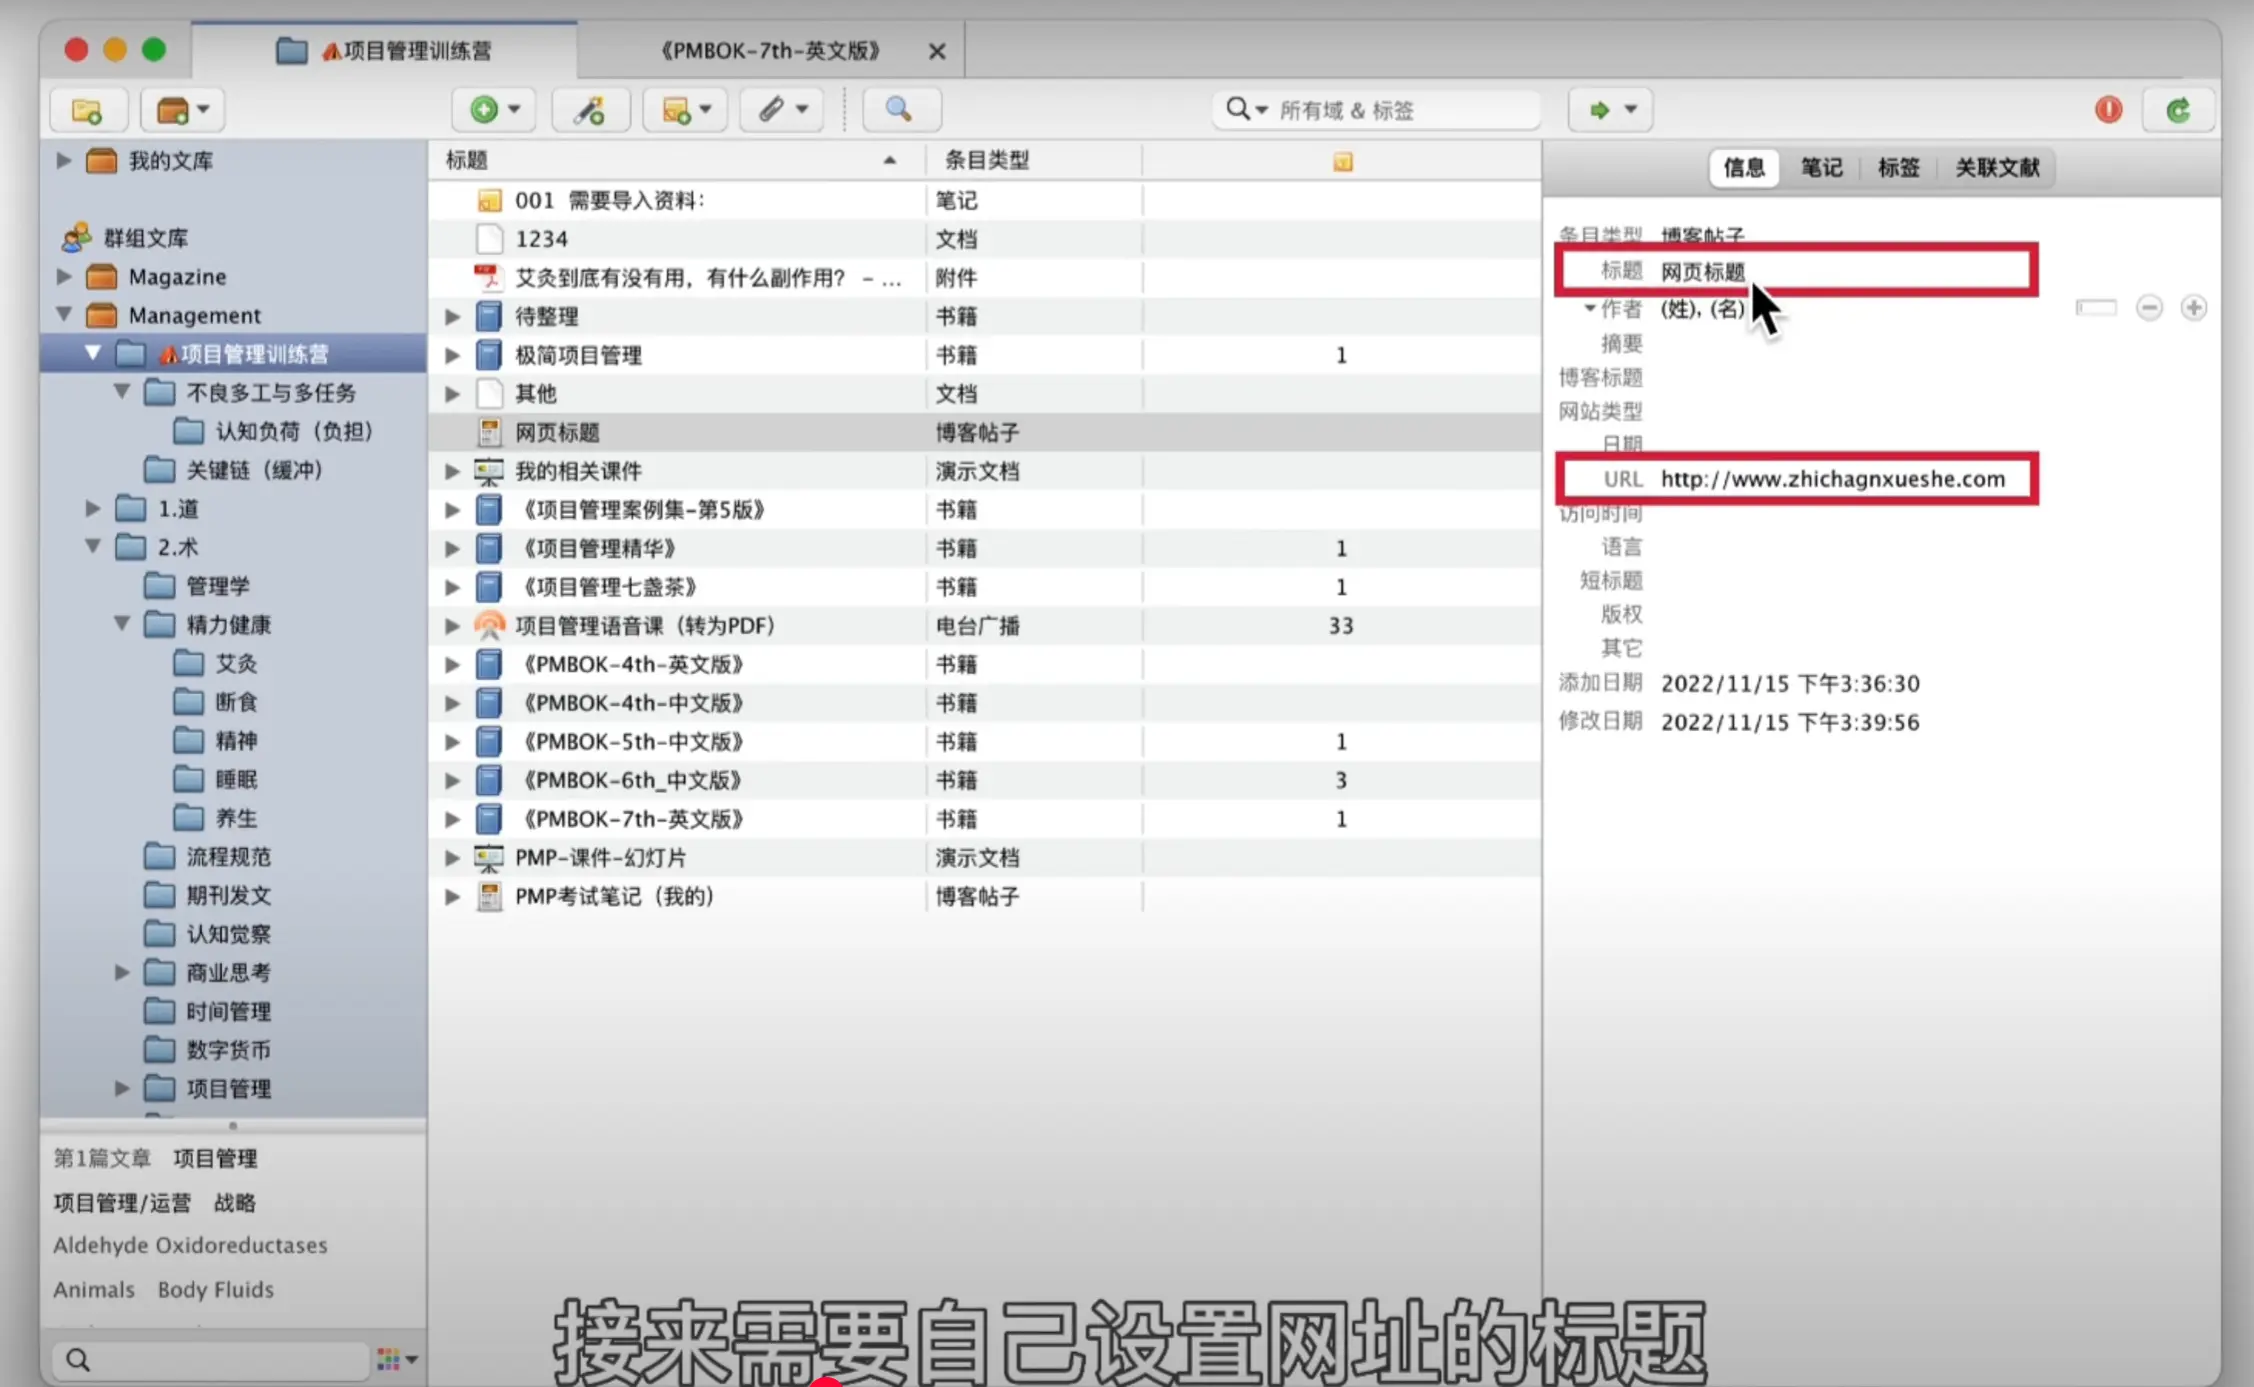 项目管理训练营
《PMBOK-7th-英文版》
所有域 & 标签
我的文库
群组文库
Magazine
Management
项目管理训练营
不良多工与多任务
认知负荷（负担）
关键链（缓冲）
1.道
2.术
管理学
精力健康
艾灸
断食
精神
睡眠
养生
流程规范
期刊发文
认知觉察
商业思考
时间管理
数字货币
项目管理
第1篇文章 项目管理
项目管理/运营 战略
Aldehyde Oxidoreductases
Animals Body Fluids
标题 条目类型
001 需要导入资料： 笔记
1234 文档
艾灸到底有没有用，有什么副作用？ - ... 附件
待整理 书籍
极简项目管理 书籍 1
其他 文档
网页标题 博客帖子
我的相关课件 演示文档
《项目管理案例集-第5版》 书籍
《项目管理精华》 书籍 1
《项目管理七盏茶》 书籍 1
项目管理语音课（转为PDF） 电台广播 33
《PMBOK-4th-英文版》 书籍
《PMBOK-4th-中文版》 书籍
《PMBOK-5th-中文版》 书籍 1
《PMBOK-6th_中文版》 书籍 3
《PMBOK-7th-英文版》 书籍 1
PMP-课件-幻灯片 演示文档
PMP考试笔记（我的） 博客帖子
信息 笔记 标签 关联文献
条目类型 博客帖子
标题 网页标题
作者 (姓), (名)
摘要
博客标题
网站类型
日期
URL http://www.zhichagnxueshe.com
访问时间
语言
短标题
版权
其它
添加日期 2022/11/15 下午3:36:30
修改日期 2022/11/15 下午3:39:56
接来需要自己设置网址的标题